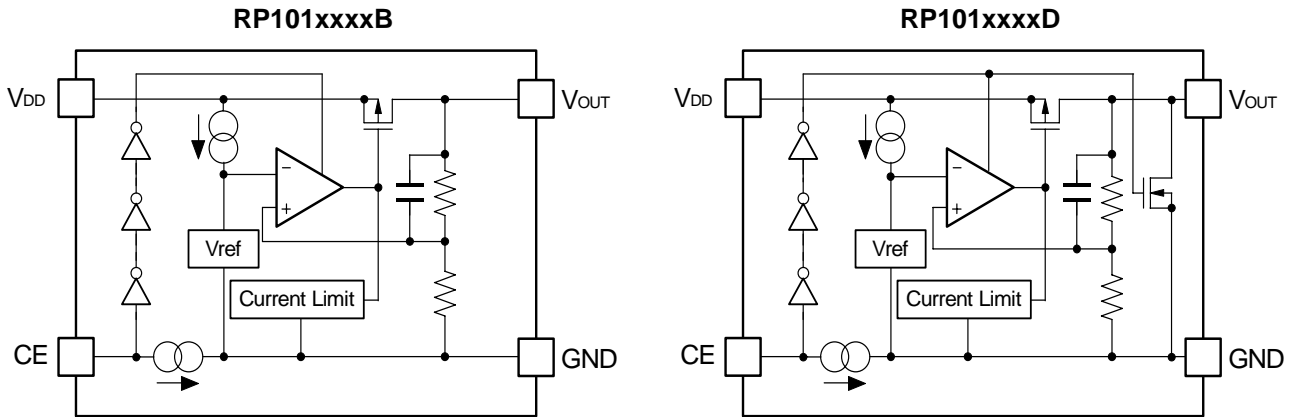 RP101xxxxB
VDD
VOUT
−
+
Vref
Current Limit
CE
GND
RP101xxxxD
VDD
VOUT
−
+
Vref
Current Limit
CE
GND